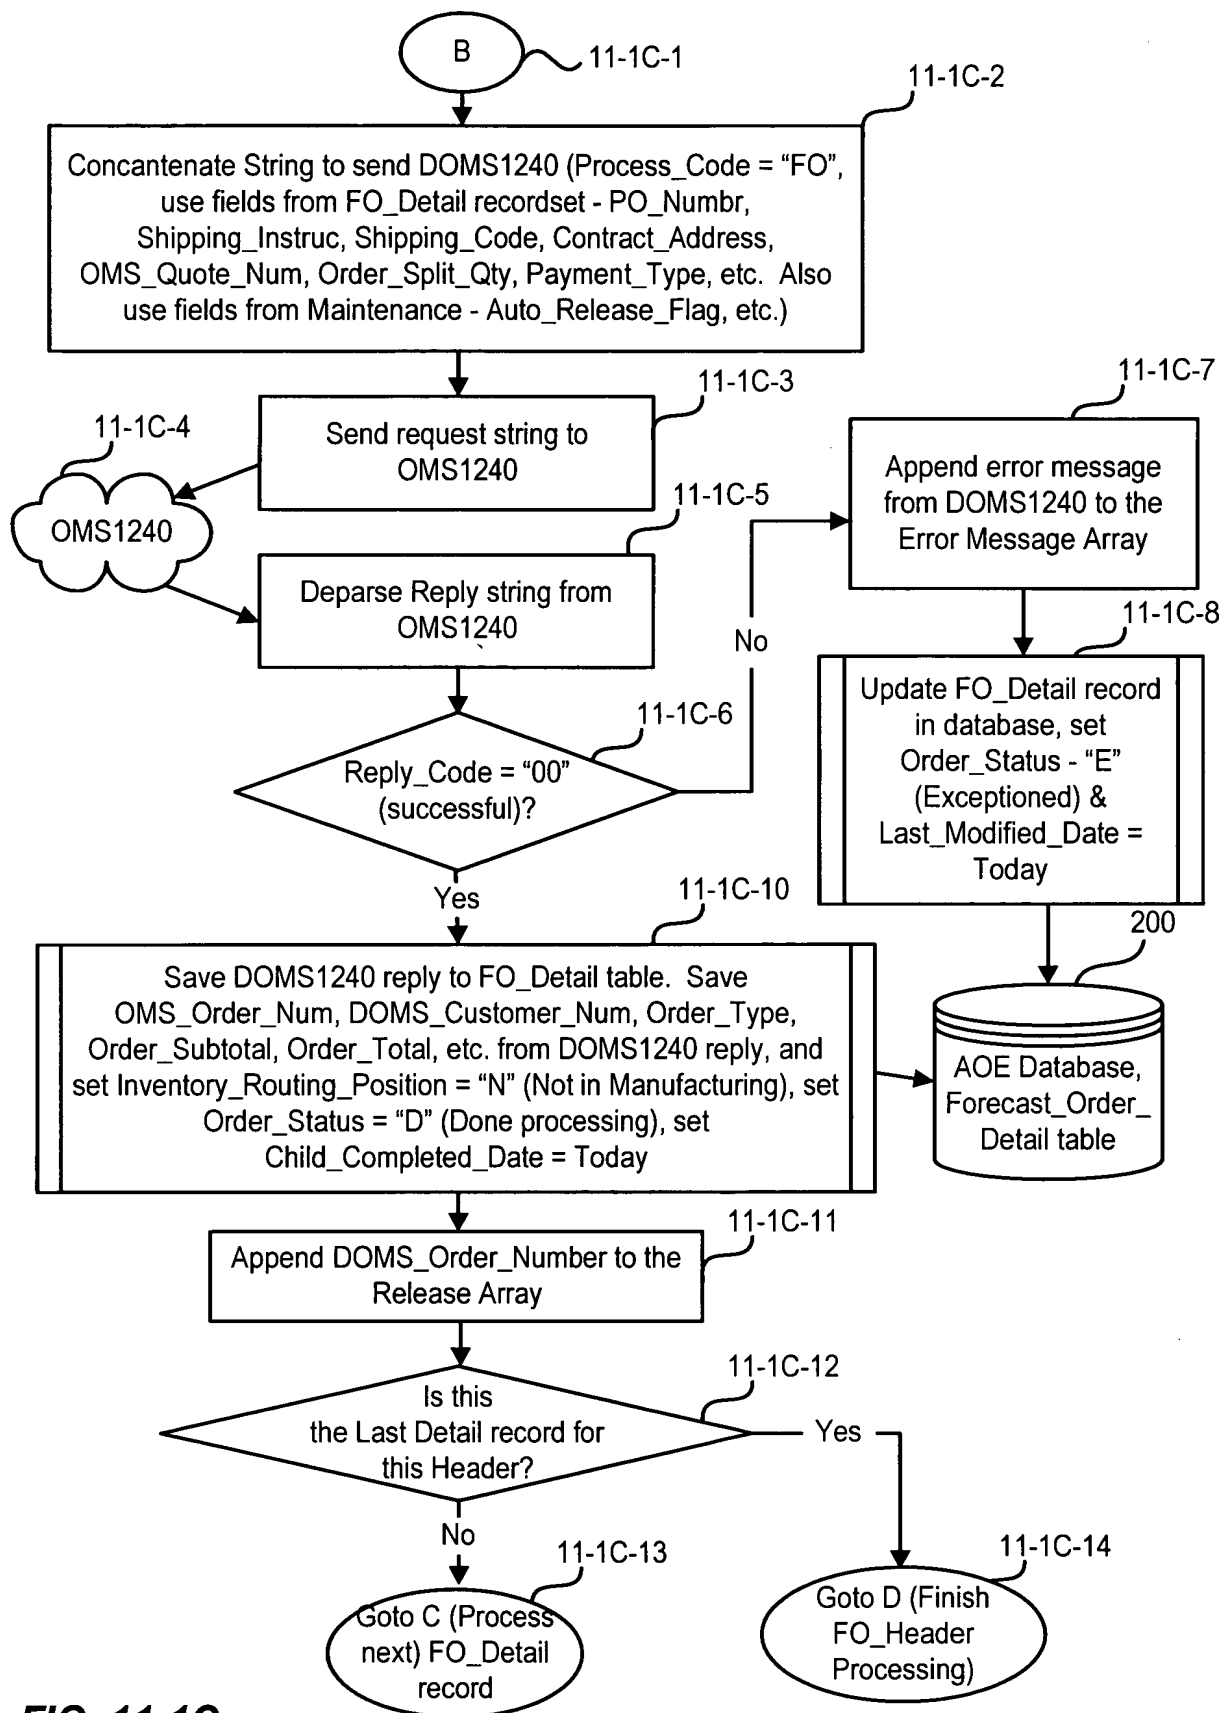 B
11-1C-1
11-1C-2
Concantenate String to send DOMS1240 (Process_Code = “FO”,
use fields from FO_Detail recordset - PO_Numbr,
Shipping_Instruc, Shipping_Code, Contract_Address,
OMS_Quote_Num, Order_Split_Qty, Payment_Type, etc. Also
use fields from Maintenance - Auto_Release_Flag, etc.)
11-1C-3
Send request string to
OMS1240
11-1C-4
OMS1240
11-1C-5
Deparse Reply string from
OMS1240
11-1C-6
Reply_Code = “00”
(successful)?
No
11-1C-7
Append error message
from DOMS1240 to the
Error Message Array
11-1C-8
Update FO_Detail record
in database, set
Order_Status - “E”
(Exceptioned) &
Last_Modified_Date =
Today
200
AOE Database,
Forecast_Order_
Detail table
Yes
11-1C-10
Save DOMS1240 reply to FO_Detail table. Save
OMS_Order_Num, DOMS_Customer_Num, Order_Type,
Order_Subtotal, Order_Total, etc. from DOMS1240 reply, and
set Inventory_Routing_Position = “N” (Not in Manufacturing), set
Order_Status = “D” (Done processing), set
Child_Completed_Date = Today
11-1C-11
Append DOMS_Order_Number to the
Release Array
11-1C-12
Is this
the Last Detail record for
this Header?
Yes
No
11-1C-13
Goto C (Process
next) FO_Detail
record
11-1C-14
Goto D (Finish
FO_Header
Processing)
FIG. 11-1C